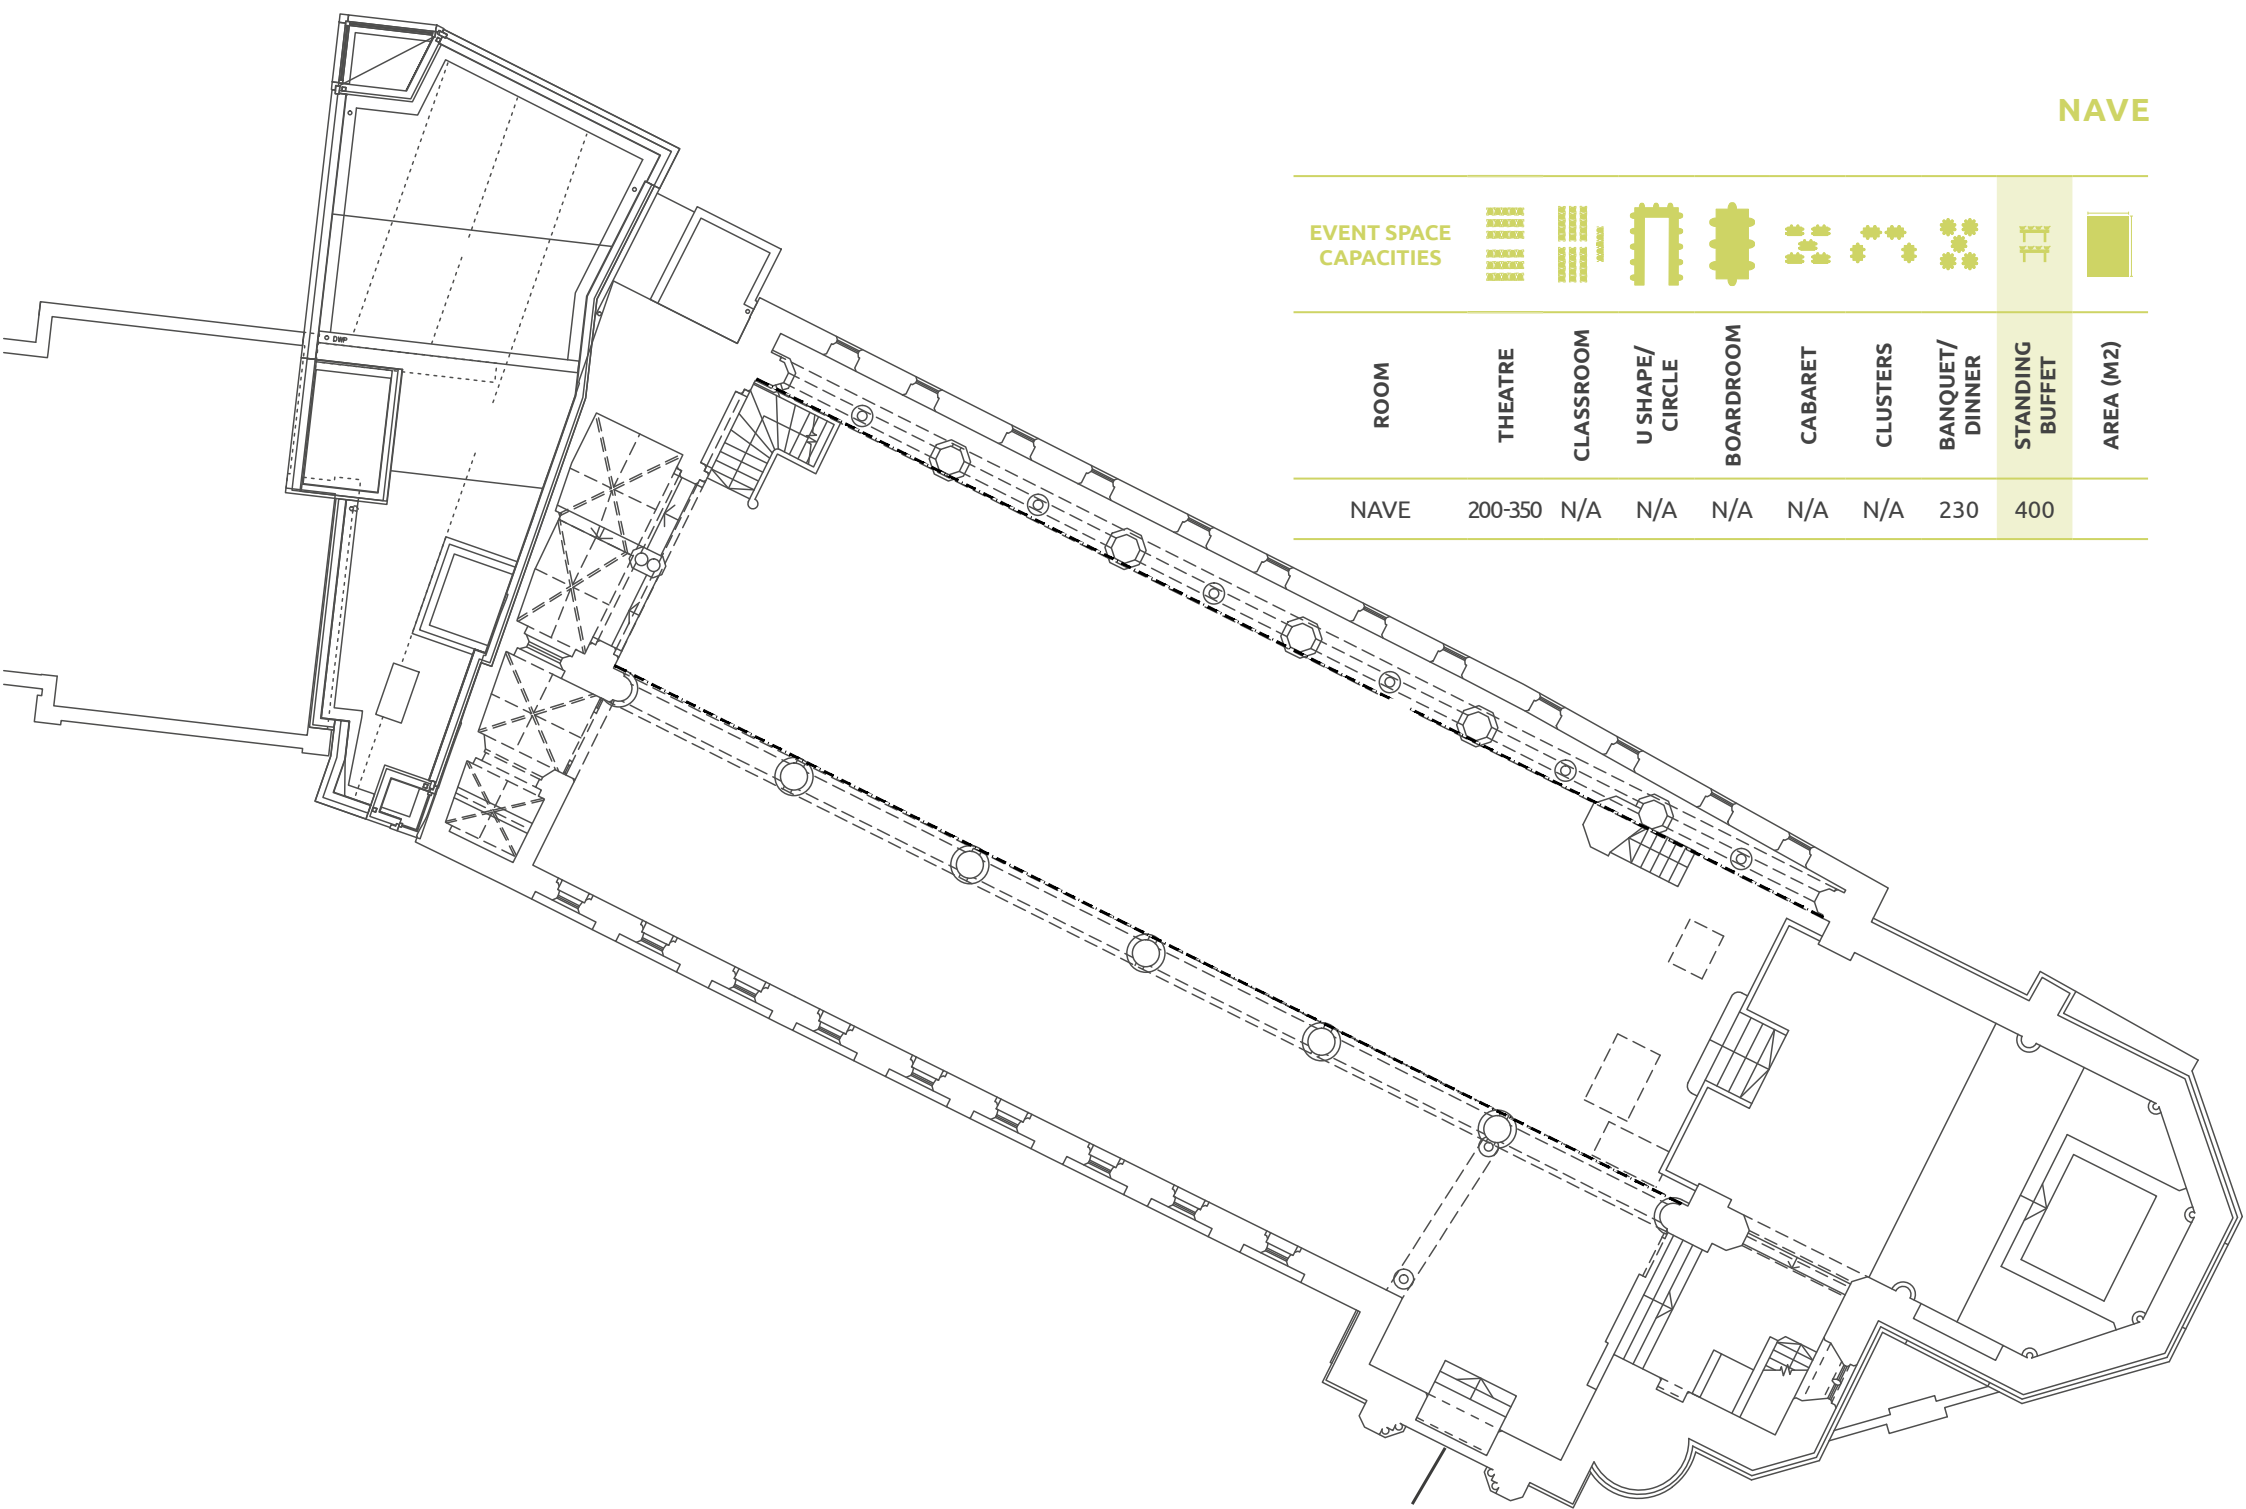 NAVE
EVENT SPACE
CAPACITIES
ROOM
THEATRE
CLASSROOM
U SHAPE/
CIRCLE
BOARDROOM
CABARET
CLUSTERS
BANQUET/
DINNER
STANDING
BUFFET
AREA (M2)
NAVE 200-350 N/A N/A N/A N/A N/A 230 400
DWP